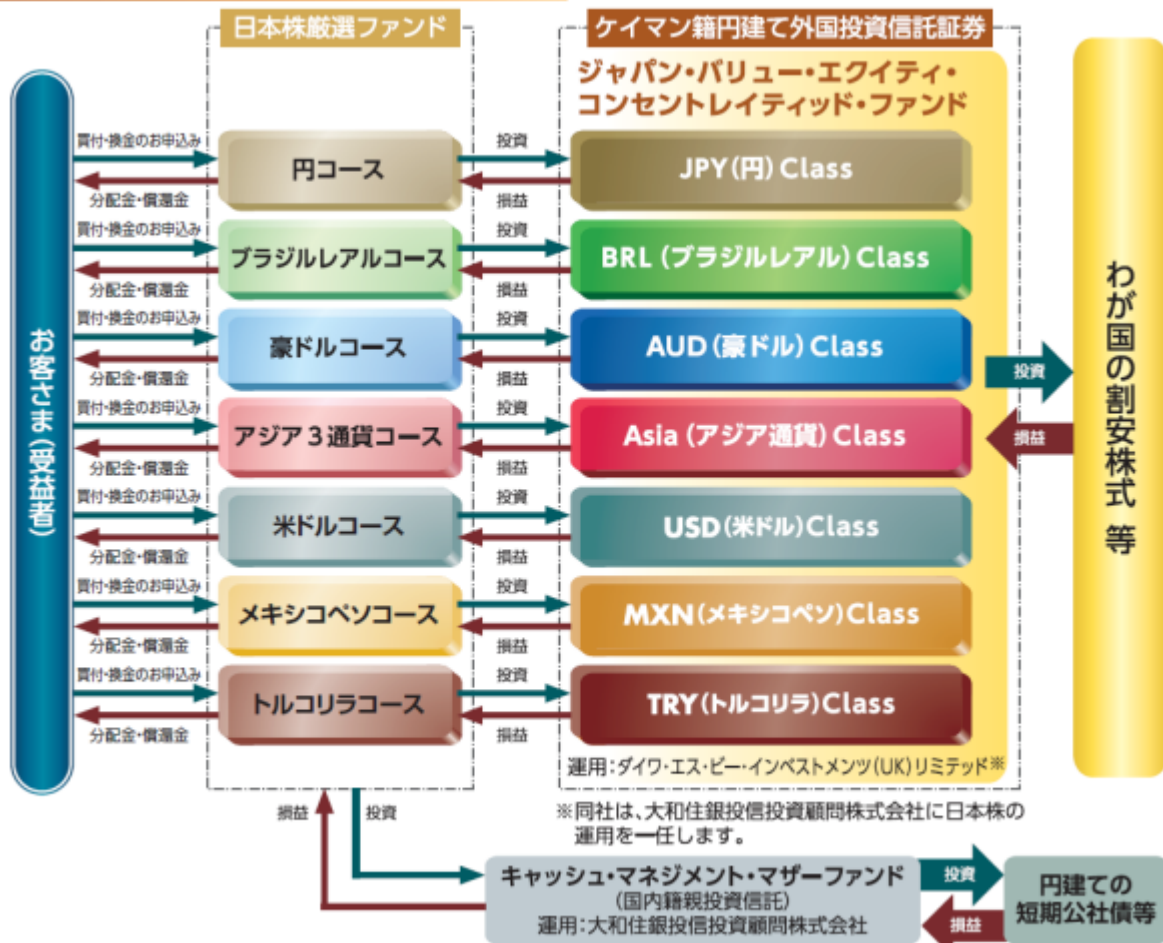 日本株厳選ファンド
ケイマン籍円建て外国投資信託証券
ジャパン・バリュー・エクイティ・
コンセントレイティッド・ファンド
お客さま(受益者)
買付・換金のお申込み
円コース
投資
JPY(円)Class
分配金・償還金
損益
買付・換金のお申込み
ブラジルレアルコース
投資
BRL(ブラジルレアル)Class
分配金・償還金
損益
買付・換金のお申込み
豪ドルコース
投資
AUD(豪ドル)Class
分配金・償還金
損益
買付・換金のお申込み
アジア3通貨コース
投資
Asia(アジア通貨)Class
分配金・償還金
損益
買付・換金のお申込み
米ドルコース
投資
USD(米ドル)Class
分配金・償還金
損益
買付・換金のお申込み
メキシコペソコース
投資
MXN(メキシコペソ)Class
分配金・償還金
損益
買付・換金のお申込み
トルコリラコース
投資
TRY(トルコリラ)Class
分配金・償還金
損益
投資
損益
わが国の割安株式 等
運用:ダイワ・エス・ビー・インベストメンツ(UK)リミテッド※
※同社は、大和住銀投信投資顧問株式会社に日本株の
運用を一任します。
損益
投資
キャッシュ・マネジメント・マザーファンド
(国内籍親投資信託)
運用:大和住銀投信投資顧問株式会社
投資
損益
円建ての
短期公社債等